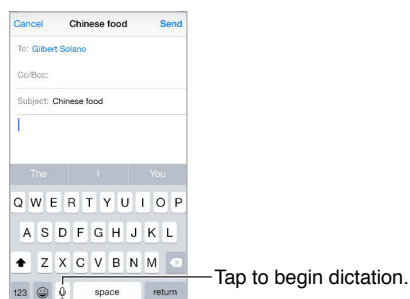 Cancel Chinese food Send
To: Gilbert Solano
Cc/Bcc:
Subject: Chinese food
The I You
Q W E R T Y U I O P
A S D F G H J K L
Z X C V B N M
123 space return
Tap to begin dictation.